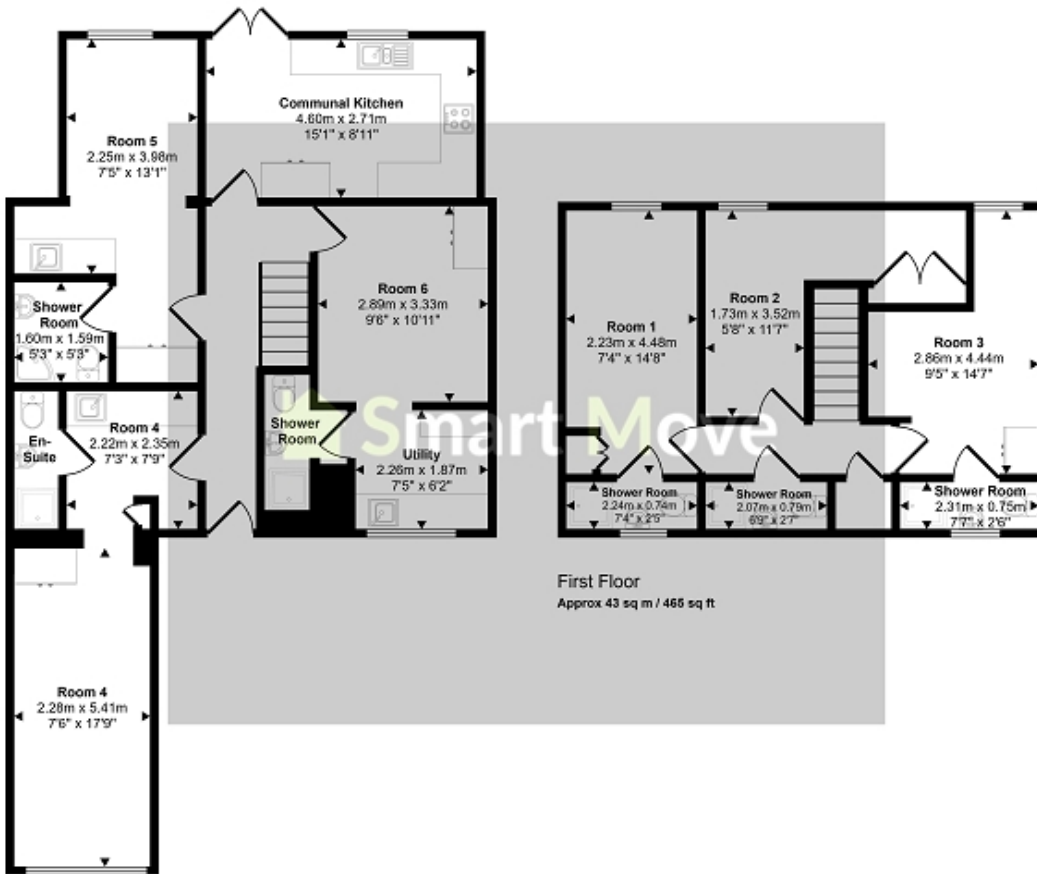 Communal Kitchen
4.60m x 2.71m
15'1" x 8'11"
Room 5
2.25m x 3.98m
7'5" x 13'1"
Room 6
2.89m x 3.33m
9'6" x 10'11"
Shower
Room
1.60m x 1.59m
5'3" x 5'3"
En-
Suite
Room 4
2.22m x 2.35m
7'3" x 7'9"
Shower
Room
Utility
2.26m x 1.87m
7'5" x 6'2"
Room 4
2.28m x 5.41m
7'6" x 17'9"
Room 1
2.23m x 4.48m
7'4" x 14'8"
Room 2
1.73m x 3.52m
5'8" x 11'7"
Room 3
2.86m x 4.44m
9'5" x 14'7"
Smart Move
Shower Room
2.24m x 0.74m
7'4" x 2'5"
Shower Room
2.07m x 0.79m
6'9" x 2'7"
Shower Room
2.31m x 0.75m
7'7" x 2'6"
First Floor
Approx 43 sq m / 465 sq ft